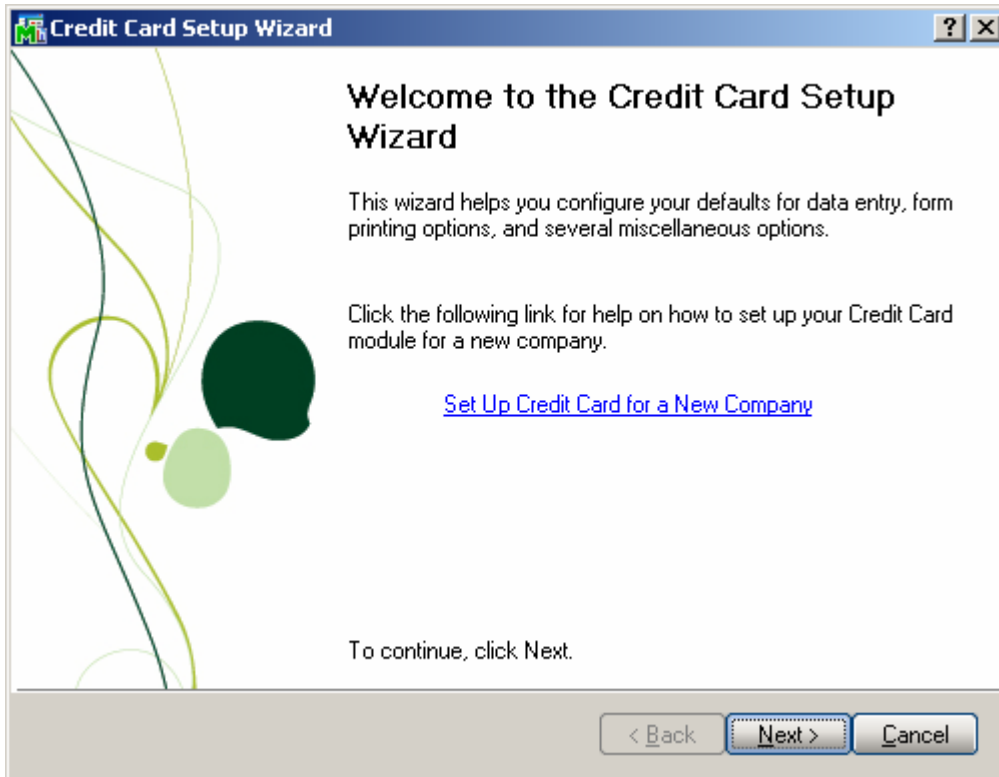 Credit Card Setup Wizard
Welcome to the Credit Card Setup
Wizard
This wizard helps you configure your defaults for data entry, form
printing options, and several miscellaneous options.
Click the following link for help on how to set up your Credit Card
module for a new company.
Set Up Credit Card for a New Company
To continue, click Next.
< Back Next > Cancel